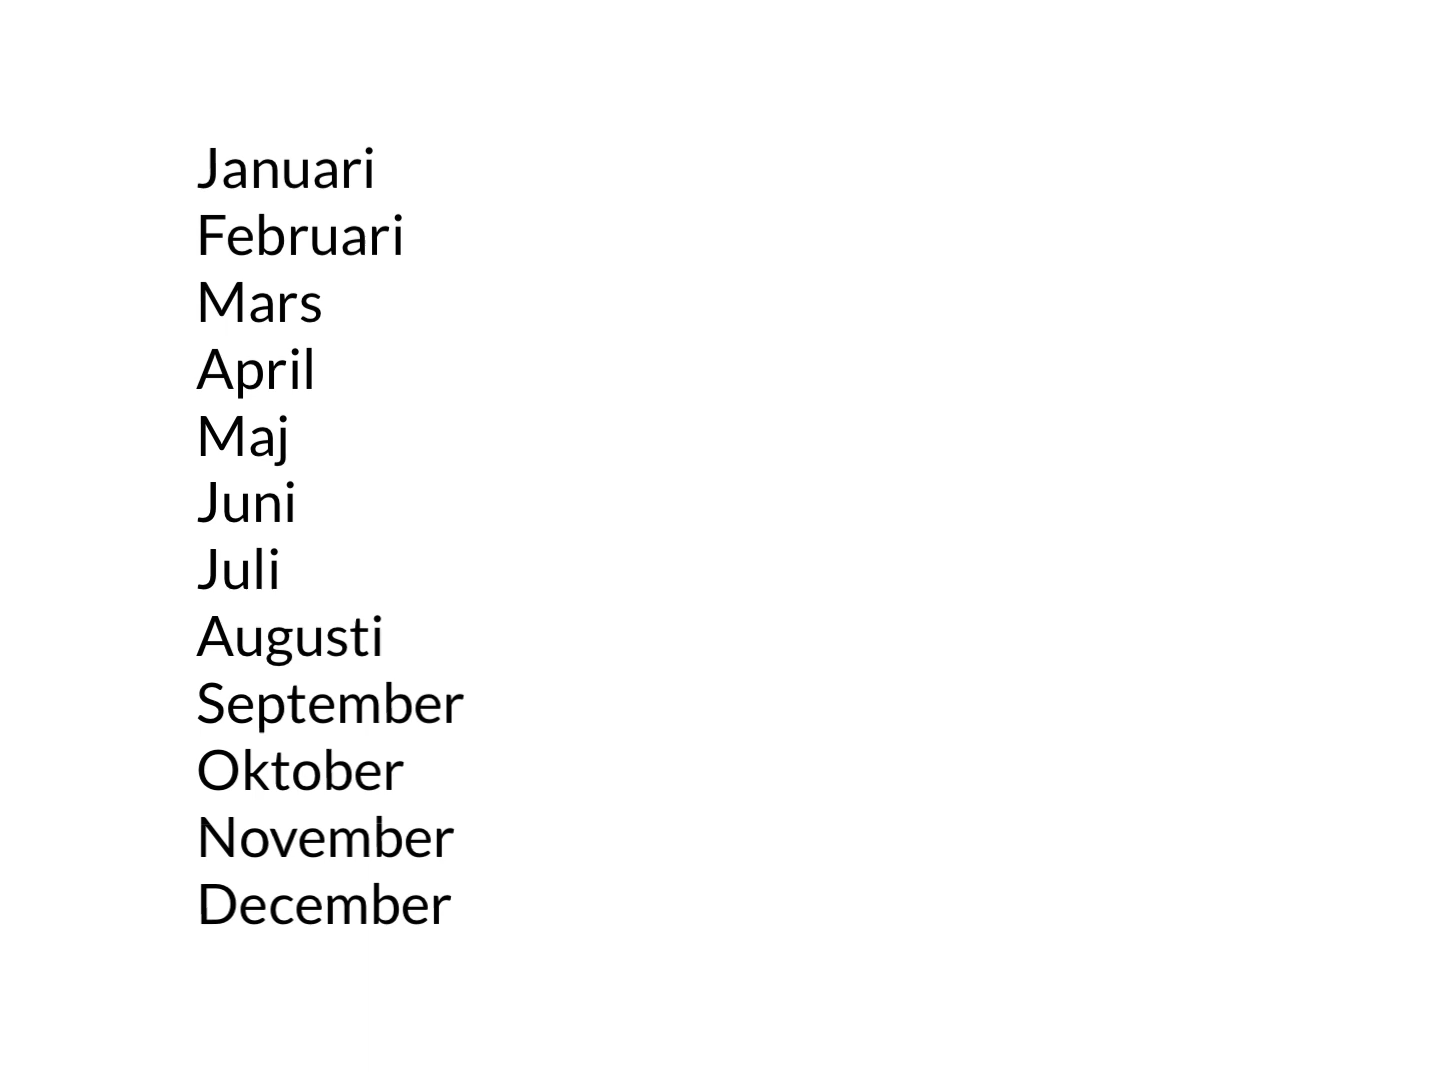 Januari
Februari
Mars
April
Maj
Juni
Juli
Augusti
September
Oktober
November
December